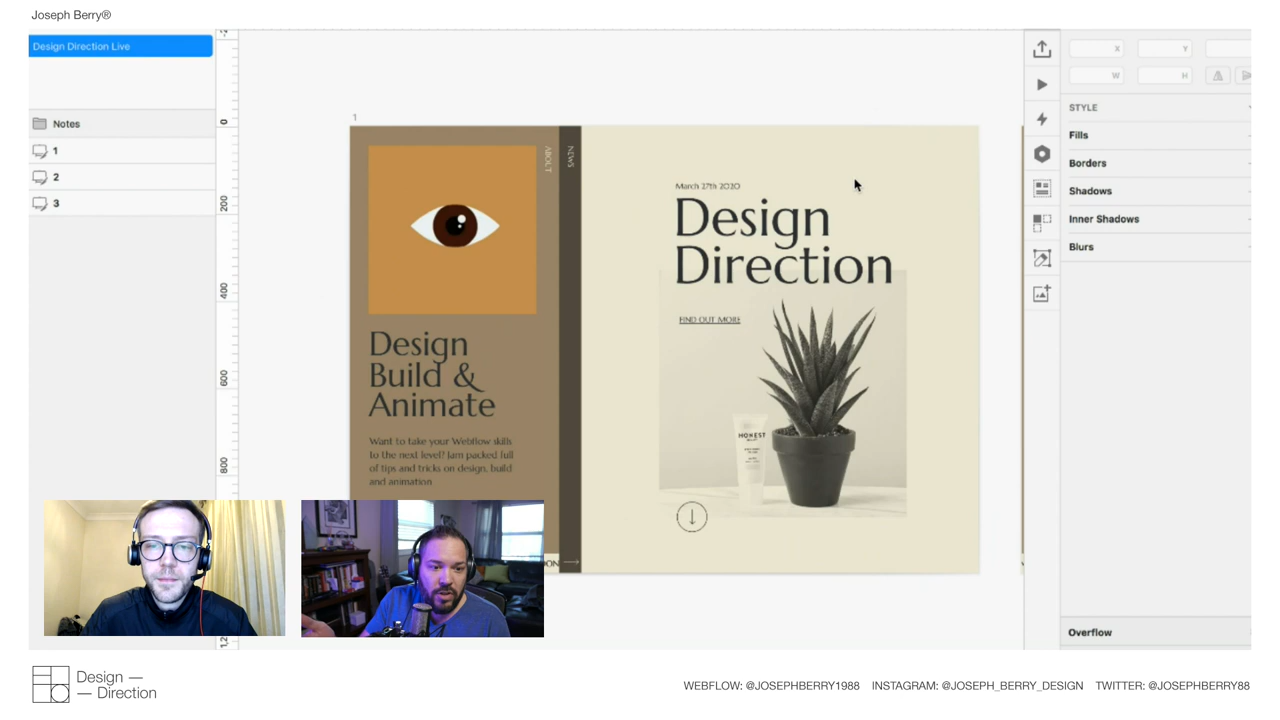 Joseph Berry®
Design Direction Live
Notes
1
2
3
0
200
400
600
800
1
ABOUT
NEWS
Design
Build &
Animate
Want to take your Webflow skills
to the next level? Jam packed full
of tips and tricks on design, build
and animation
March 27th 2020
Design
Direction
FIND OUT MORE
HONEST
X
Y
W
H
STYLE
Fills
Borders
Shadows
Inner Shadows
Blurs
Overflow
Design —
— Direction
WEBFLOW: @JOSEPHBERRY1988 INSTAGRAM: @JOSEPH_BERRY_DESIGN TWITTER: @JOSEPHBERRY88